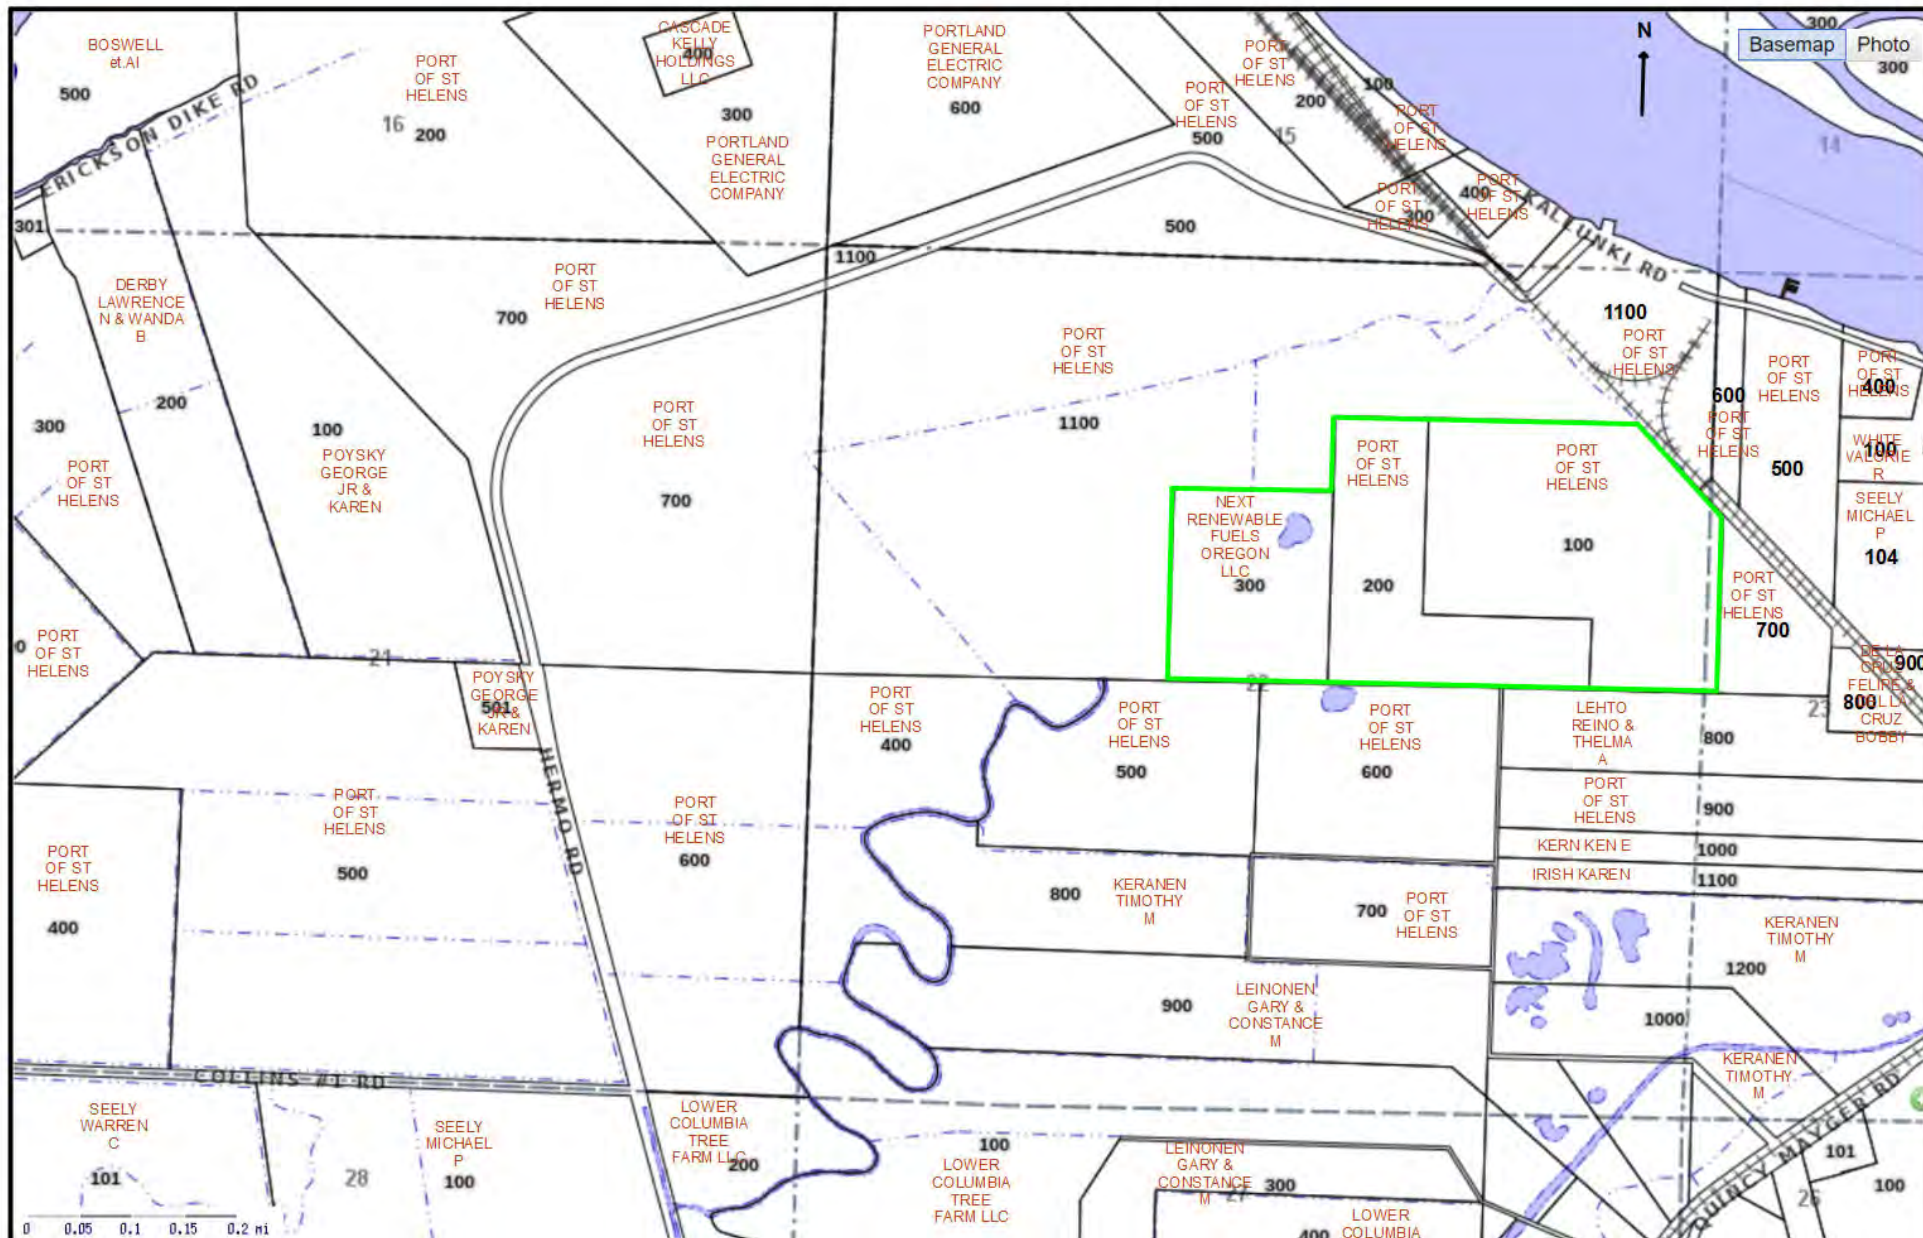 BOSWELL
et.Al
500
ERICKSON DIKE RD
16
PORT
OF ST
HELENS
200
CASCADE
KELLY
HOLDINGS
LLC
400
300
PORTLAND
GENERAL
ELECTRIC
COMPANY
PORTLAND
GENERAL
ELECTRIC
COMPANY
600
PORT
OF ST
HELENS
500
15
PORT
OF ST
HELENS
200
100
PORT
OF ST
HELENS
PORT
OF ST
HELENS
300
400
PORT
OF ST
HELENS
KALLUNKI RD
N
Basemap
Photo
300
300
14
301
DERBY
LAWRENCE
N & WANDA
B
200
300
PORT
OF ST
HELENS
100
POYSKY
GEORGE
JR &
KAREN
PORT
OF ST
HELENS
700
1100
500
PORT
OF ST
HELENS
700
PORT
OF ST
HELENS
1100
1100
PORT
OF ST
HELENS
600
PORT
OF ST
HELENS
PORT
OF ST
HELENS
500
PORT
OF ST
HELENS
400
WHITE
VALORIE
R
100
SEELY
MICHAEL
P
104
PORT
OF ST
HELENS
200
PORT
OF ST
HELENS
100
NEXT
RENEWABLE
FUELS
OREGON
LLC
300
PORT
OF ST
HELENS
700
0
PORT
OF ST
HELENS
21
POYSKY
GEORGE
JR &
KAREN
501
HERMO RD
PORT
OF ST
HELENS
400
PORT
OF ST
HELENS
500
22
PORT
OF ST
HELENS
600
LEHTO
REINO &
THELMA
A
800
23
DE LA
CRUZ
FELIPE &
DE LA
CRUZ
BOBBY
900
800
PORT
OF ST
HELENS
900
KERN KEN E
1000
IRISH KAREN
1100
PORT
OF ST
HELENS
500
PORT
OF ST
HELENS
600
PORT
OF ST
HELENS
400
800
KERANEN
TIMOTHY
M
700
PORT
OF ST
HELENS
KERANEN
TIMOTHY
M
1200
900
LEINONEN
GARY &
CONSTANCE
M
1000
KERANEN
TIMOTHY
M
COLLINS #1 RD
SEELY
WARREN
C
101
28
SEELY
MICHAEL
P
100
LOWER
COLUMBIA
TREE
FARM LLC
200
100
LOWER
COLUMBIA
TREE
FARM LLC
LEINONEN
GARY &
CONSTANCE
M
27
300
400
LOWER
COLUMBIA
QUINCY MAYGER RD
101
100
26
0 0.05 0.1 0.15 0.2 mi